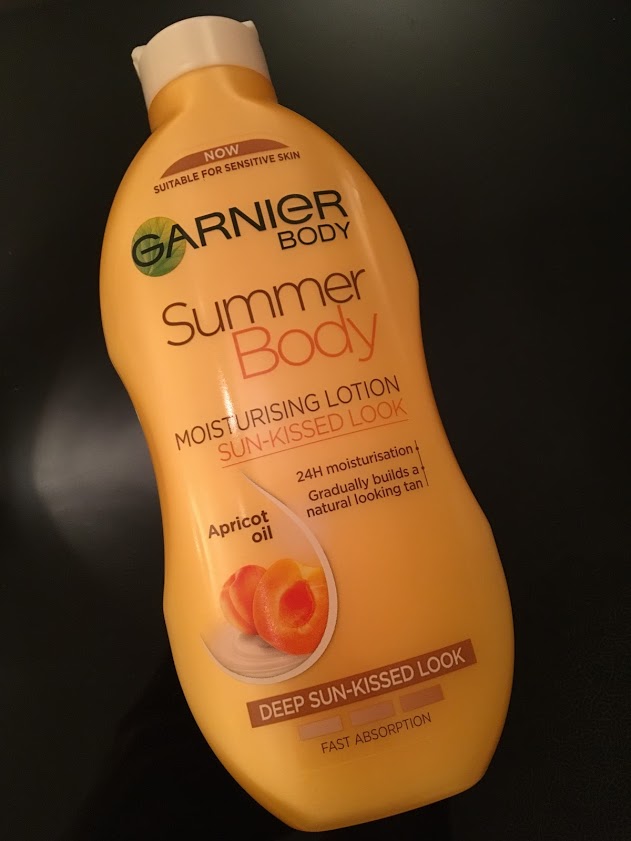 NOW
SUITABLE FOR SENSITIVE SKIN
GARNIER
BODY
Summer
Body
MOISTURISING LOTION
SUN-KISSED LOOK
24H moisturisation
Gradually builds a
natural looking tan
Apricot
oil
DEEP SUN-KISSED LOOK
FAST ABSORPTION